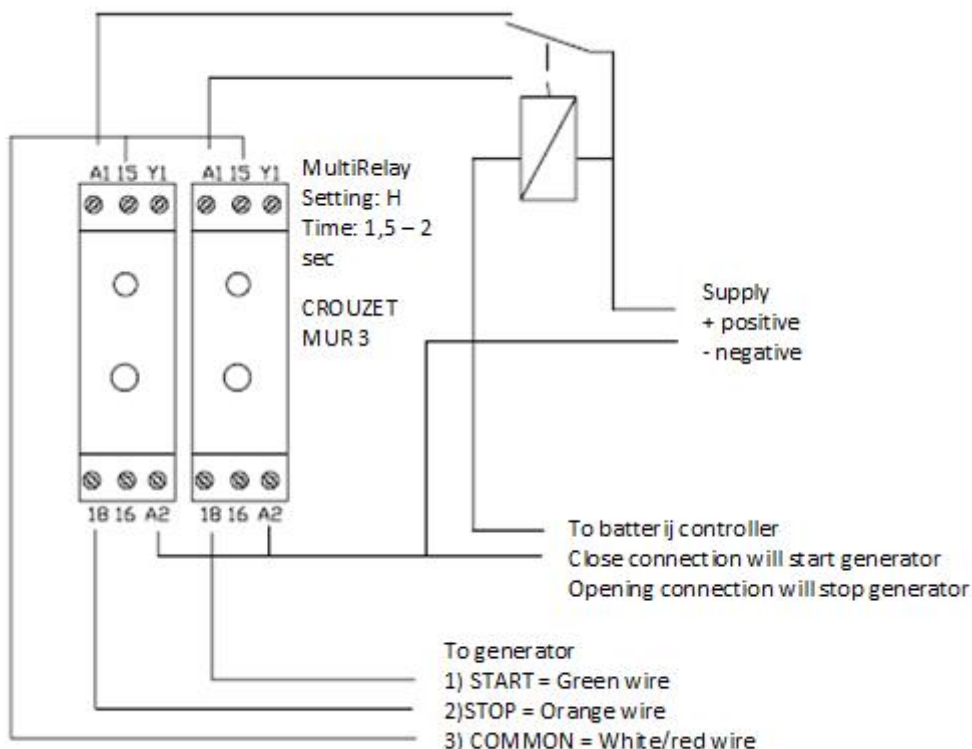 A1 15 Y1
A1 15 Y1
MultiRelay
Setting: H
Time: 1,5 – 2
sec
CROUZET
MUR 3
Supply
+ positive
- negative
18 16 A2
18 16 A2
To batterij controller
Close connection will start generator
Opening connection will stop generator
To generator
1) START = Green wire
2)STOP = Orange wire
3) COMMON = White/red wire